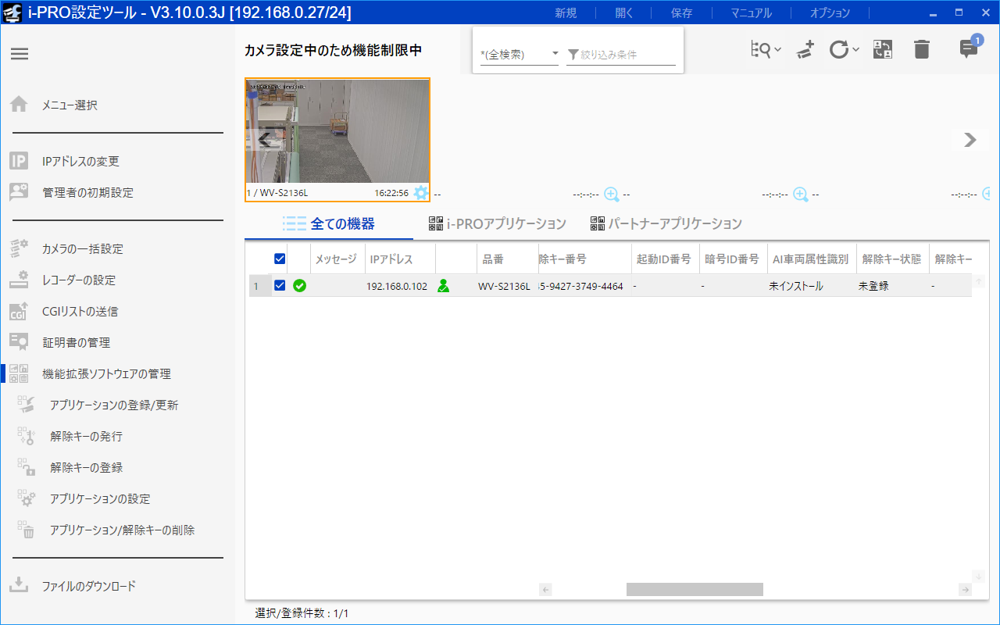 i-PRO設定ツール - V3.10.0.3J [192.168.0.27/24]
新規 開く 保存 マニュアル オプション
カメラ設定中のため機能制限中
*(全検索) 絞り込み条件
1
メニュー選択
IPアドレスの変更
管理者の初期設定
カメラの一括設定
レコーダーの設定
CGIリストの送信
証明書の管理
機能拡張ソフトウェアの管理
アプリケーションの登録/更新
解除キーの発行
解除キーの登録
アプリケーションの設定
アプリケーション/解除キーの削除
ファイルのダウンロード
1 / WV-S2136L 16:22:56 -- --:--:-- -- --:--:-- -- --:--:--
全ての機器 i-PROアプリケーション パートナーアプリケーション
メッセージ IPアドレス 品番 除キー番号 起動ID番号 暗号ID番号 AI車両属性識別 解除キー状態 解除キー
1 192.168.0.102 WV-S2136L 5-9427-3749-4464 - - 未インストール 未登録 -
選択/登録件数 : 1/1